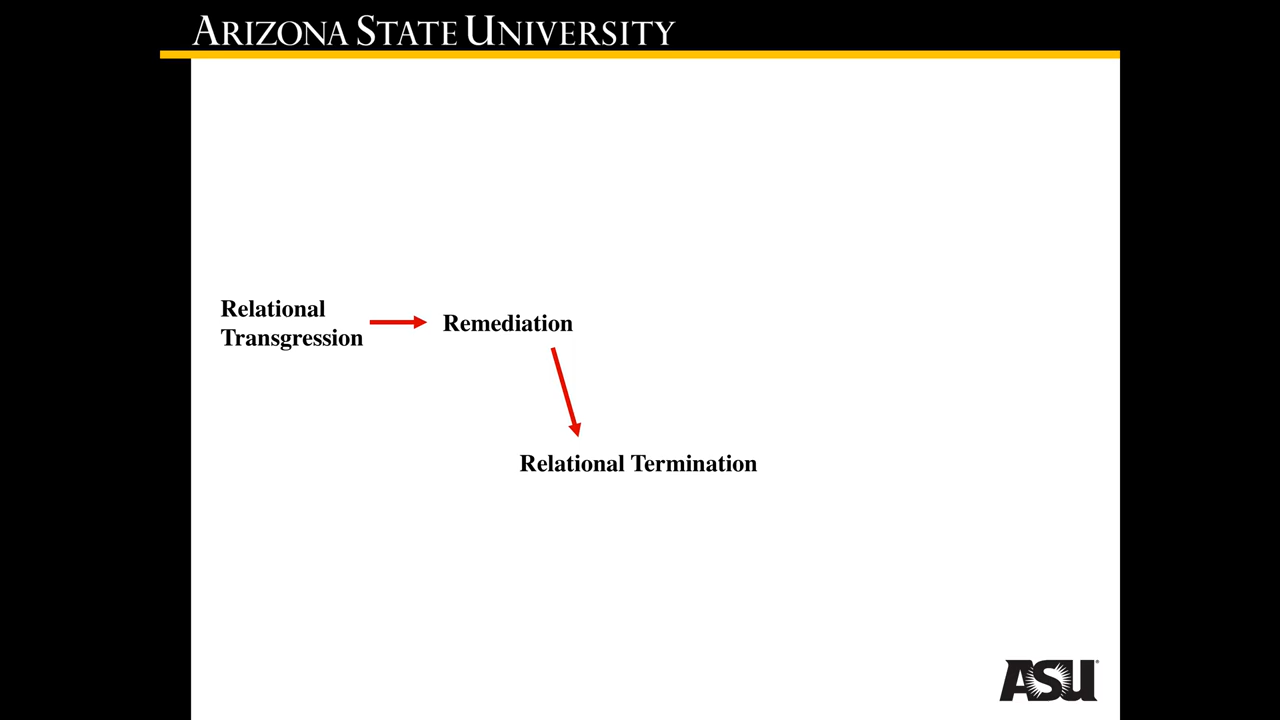 ARIZONA STATE UNIVERSITY
Relational
Transgression
Remediation
Relational Termination
ASU